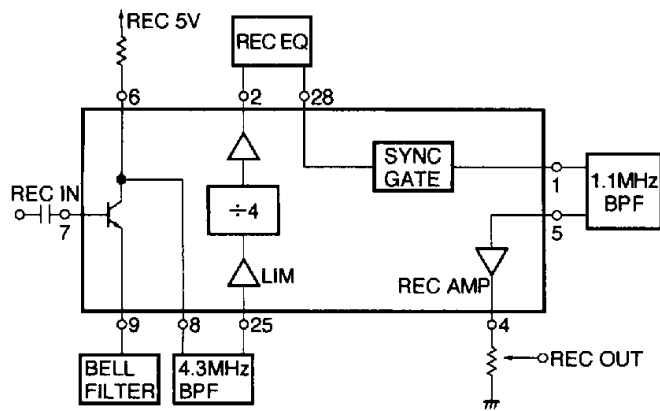 REC 5V
REC EQ
6
2
28
SYNC
GATE
1
1.1MHz
BPF
REC IN
7
÷4
5
LIM
REC AMP
9
8
25
4
BELL
FILTER
4.3MHz
BPF
REC OUT